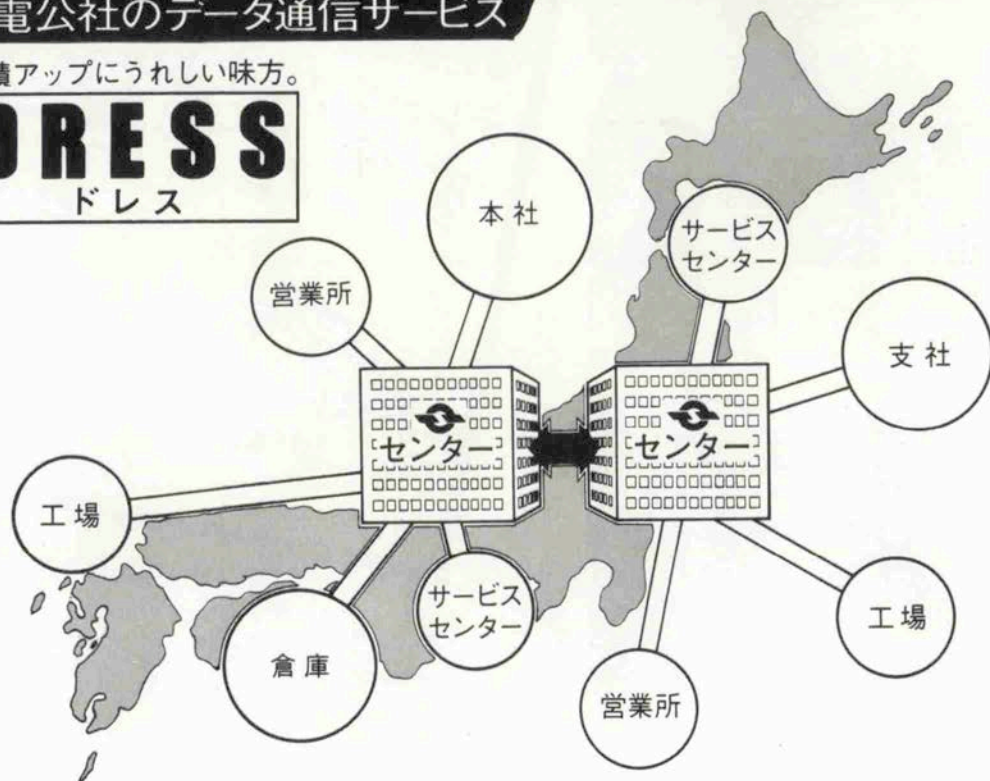 電公社のデータ通信サービス
績アップにうれしい味方。
DRESS
ドレス
本社
サービス
センター
営業所
支社
センター
センター
工場
サービス
センター
工場
倉庫
営業所